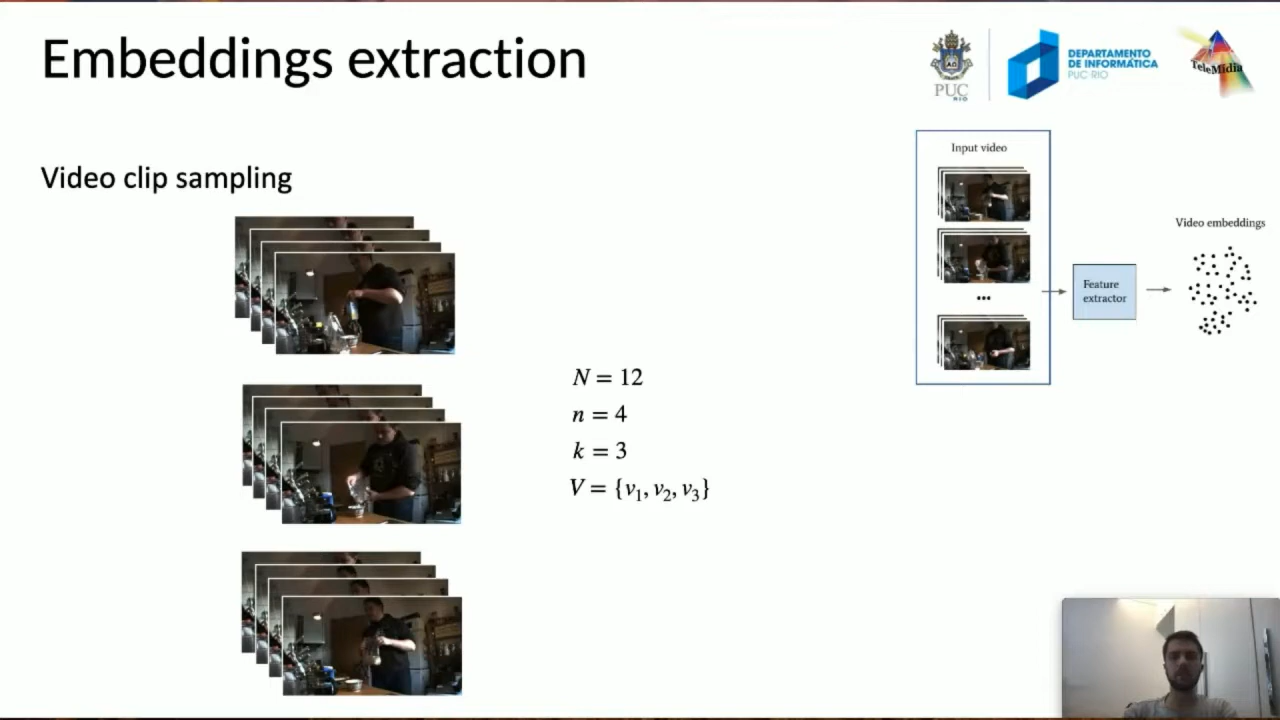 Embeddings extraction
PUC
RIO
DEPARTAMENTO
DE INFORMÁTICA
PUC-RIO
TeleMídia
Video clip sampling
N = 12
n = 4
k = 3
V = {v₁, v₂, v₃}
Input video
...
Feature
extractor
Video embeddings